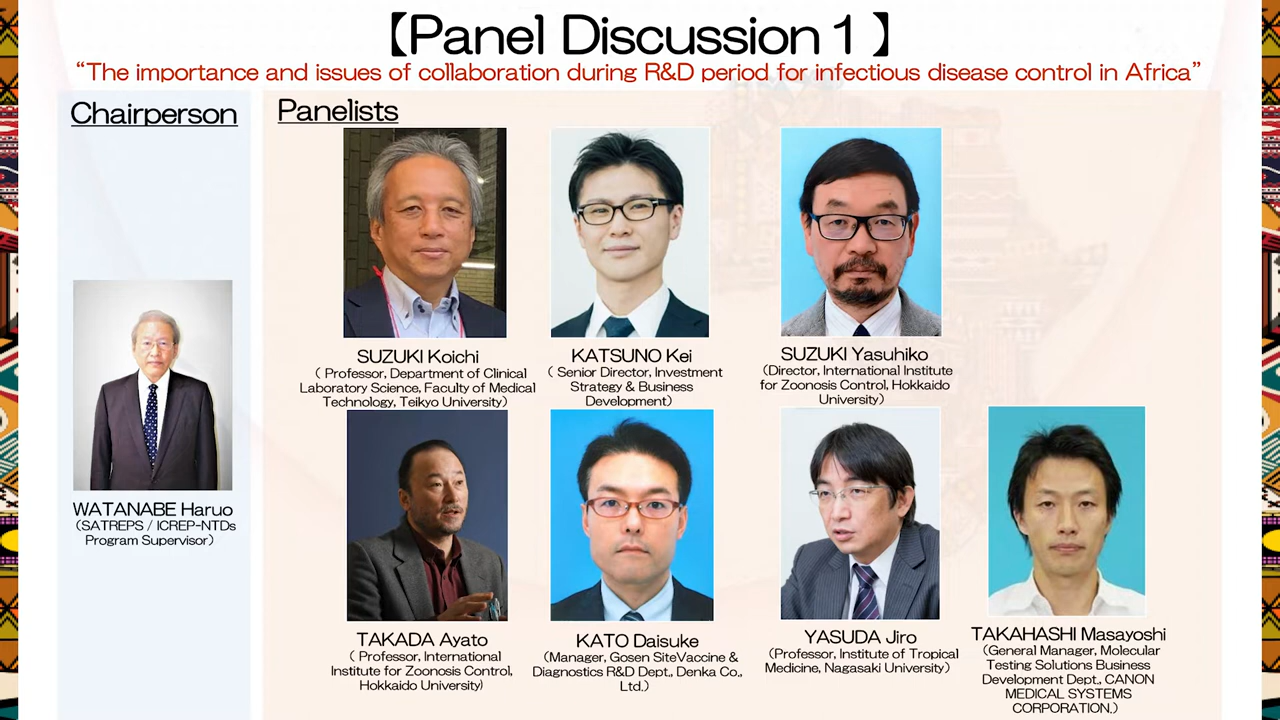 【Panel Discussion 1 】
“The importance and issues of collaboration during R&D period for infectious disease control in Africa”
Chairperson
WATANABE Haruo
(SATREPS / ICREP-NTDs
Program Supervisor)
Panelists
SUZUKI Koichi
( Professor, Department of Clinical
Laboratory Science, Faculty of Medical
Technology, Teikyo University)
KATSUNO Kei
( Senior Director, Investment
Strategy & Business
Development)
SUZUKI Yasuhiko
(Director, International Institute
for Zoonosis Control, Hokkaido
University)
TAKADA Ayato
( Professor, International
Institute for Zoonosis Control,
Hokkaido University)
KATO Daisuke
(Manager, Gosen SiteVaccine &
Diagnostics R&D Dept., Denka Co.,
Ltd.)
YASUDA Jiro
(Professor, Institute of Tropical
Medicine, Nagasaki University)
TAKAHASHI Masayoshi
(General Manager, Molecular
Testing Solutions Business
Development Dept., CANON
MEDICAL SYSTEMS
CORPORATION.)